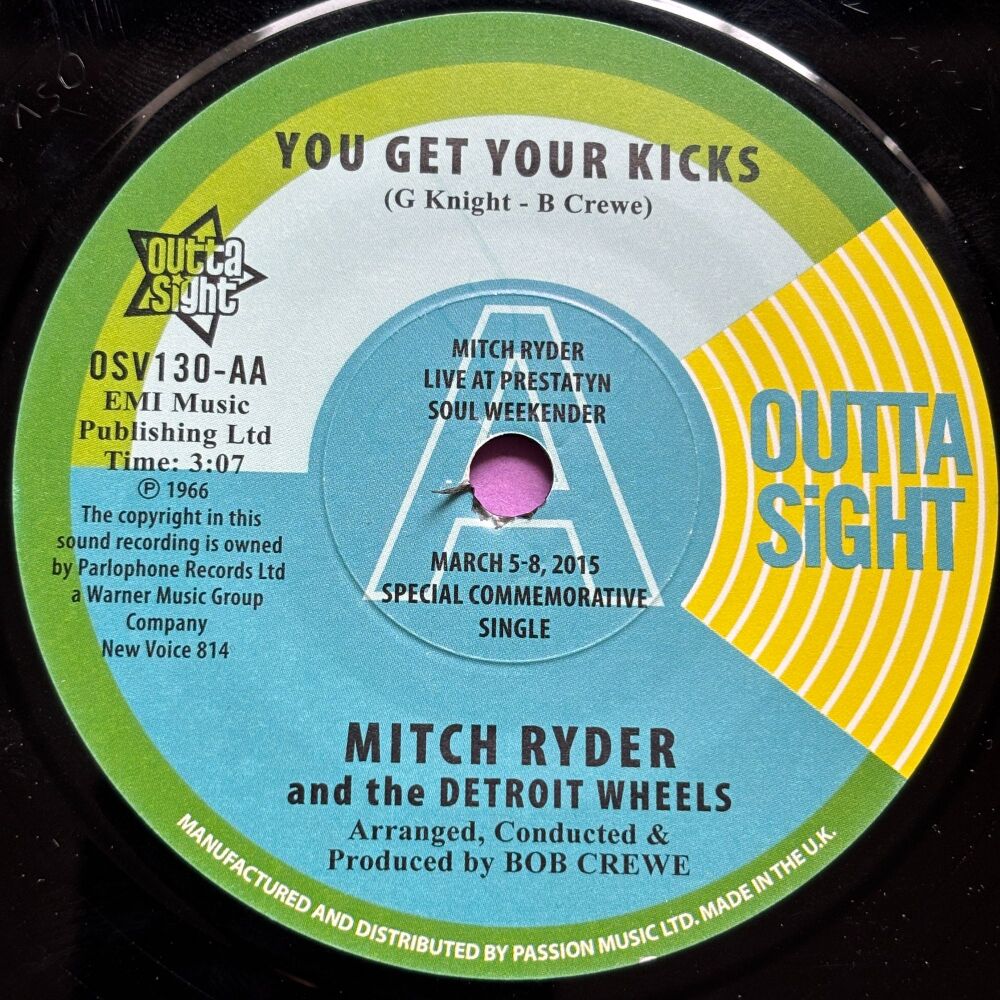 YOU GET YOUR KICKS
(G Knight - B Crewe)
outta
sight
OSV130-AA
EMI Music
Publishing Ltd
Time: 3:07
℗ 1966
The copyright in this
sound recording is owned
by Parlophone Records Ltd
a Warner Music Group
Company
New Voice 814
A
MITCH RYDER
LIVE AT PRESTATYN
SOUL WEEKENDER
MARCH 5-8, 2015
SPECIAL COMMEMORATIVE
SINGLE
OUTTA
SiGHT
MITCH RYDER
and the DETROIT WHEELS
Arranged, Conducted &
Produced by BOB CREWE
MANUFACTURED AND DISTRIBUTED BY PASSION MUSIC LTD. MADE IN THE U.K.